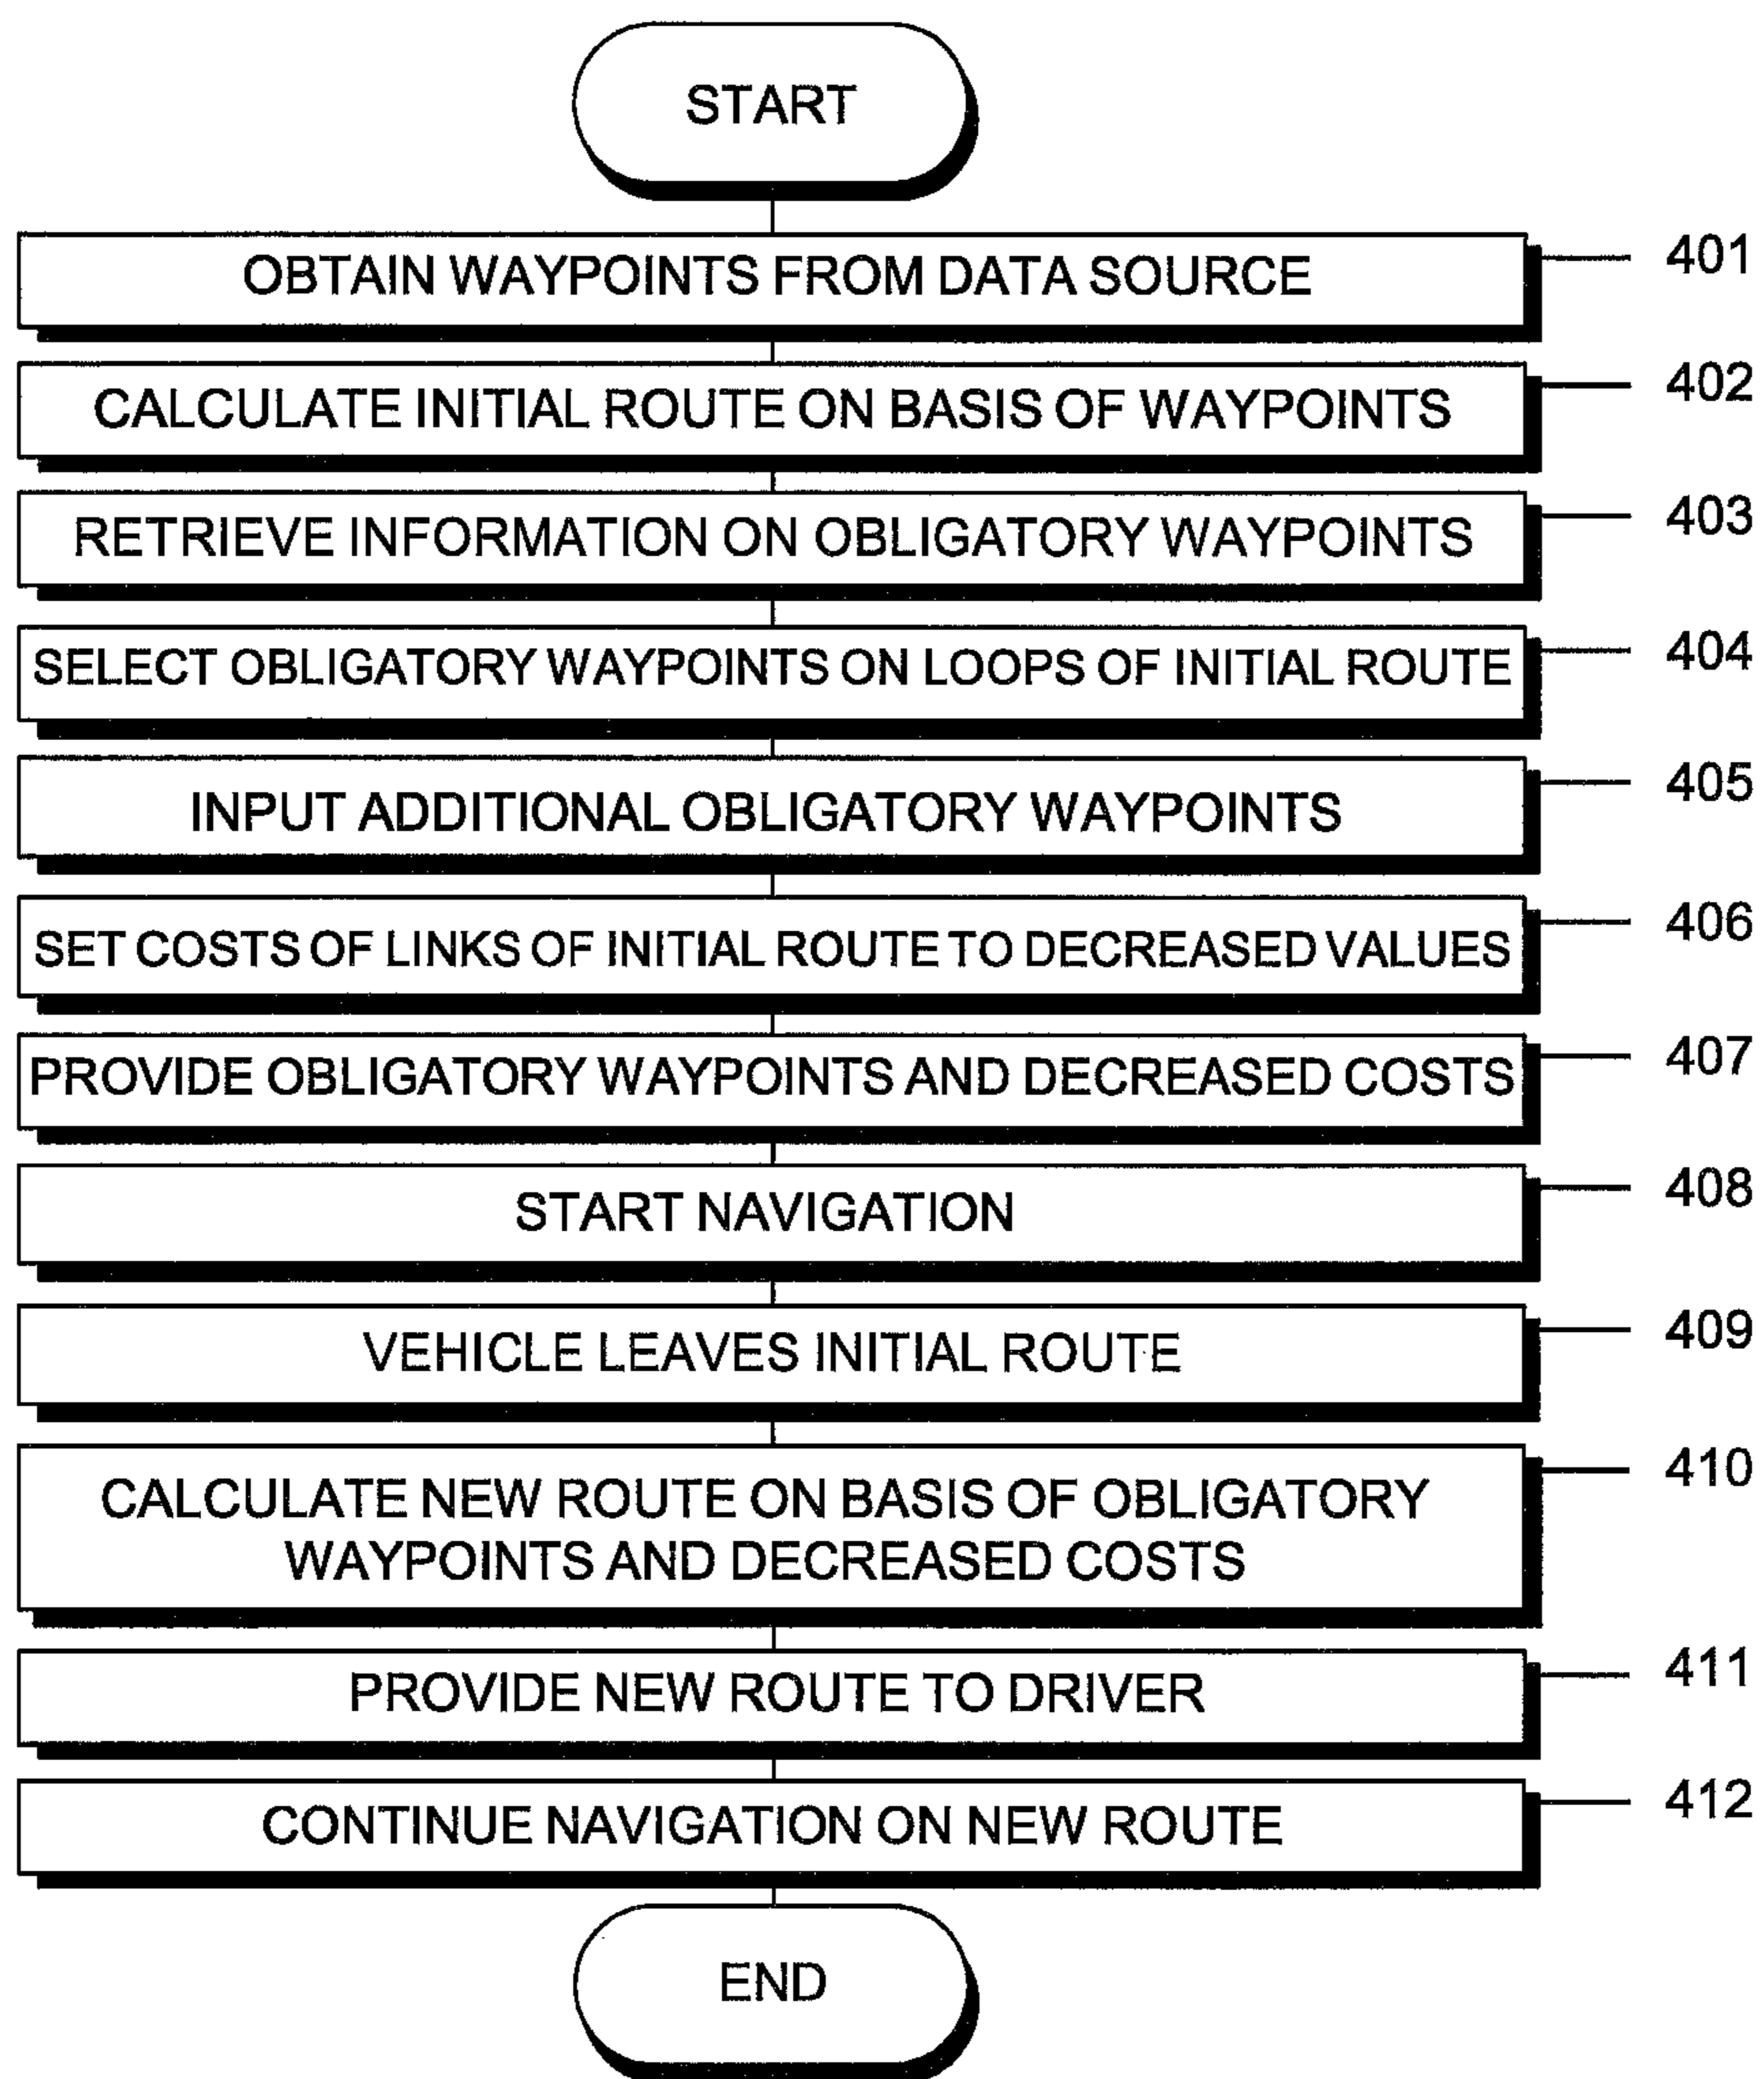 START
OBTAIN WAYPOINTS FROM DATA SOURCE
401
CALCULATE INITIAL ROUTE ON BASIS OF WAYPOINTS
402
RETRIEVE INFORMATION ON OBLIGATORY WAYPOINTS
403
SELECT OBLIGATORY WAYPOINTS ON LOOPS OF INITIAL ROUTE
404
INPUT ADDITIONAL OBLIGATORY WAYPOINTS
405
SET COSTS OF LINKS OF INITIAL ROUTE TO DECREASED VALUES
406
PROVIDE OBLIGATORY WAYPOINTS AND DECREASED COSTS
407
START NAVIGATION
408
VEHICLE LEAVES INITIAL ROUTE
409
CALCULATE NEW ROUTE ON BASIS OF OBLIGATORY
WAYPOINTS AND DECREASED COSTS
410
PROVIDE NEW ROUTE TO DRIVER
411
CONTINUE NAVIGATION ON NEW ROUTE
412
END